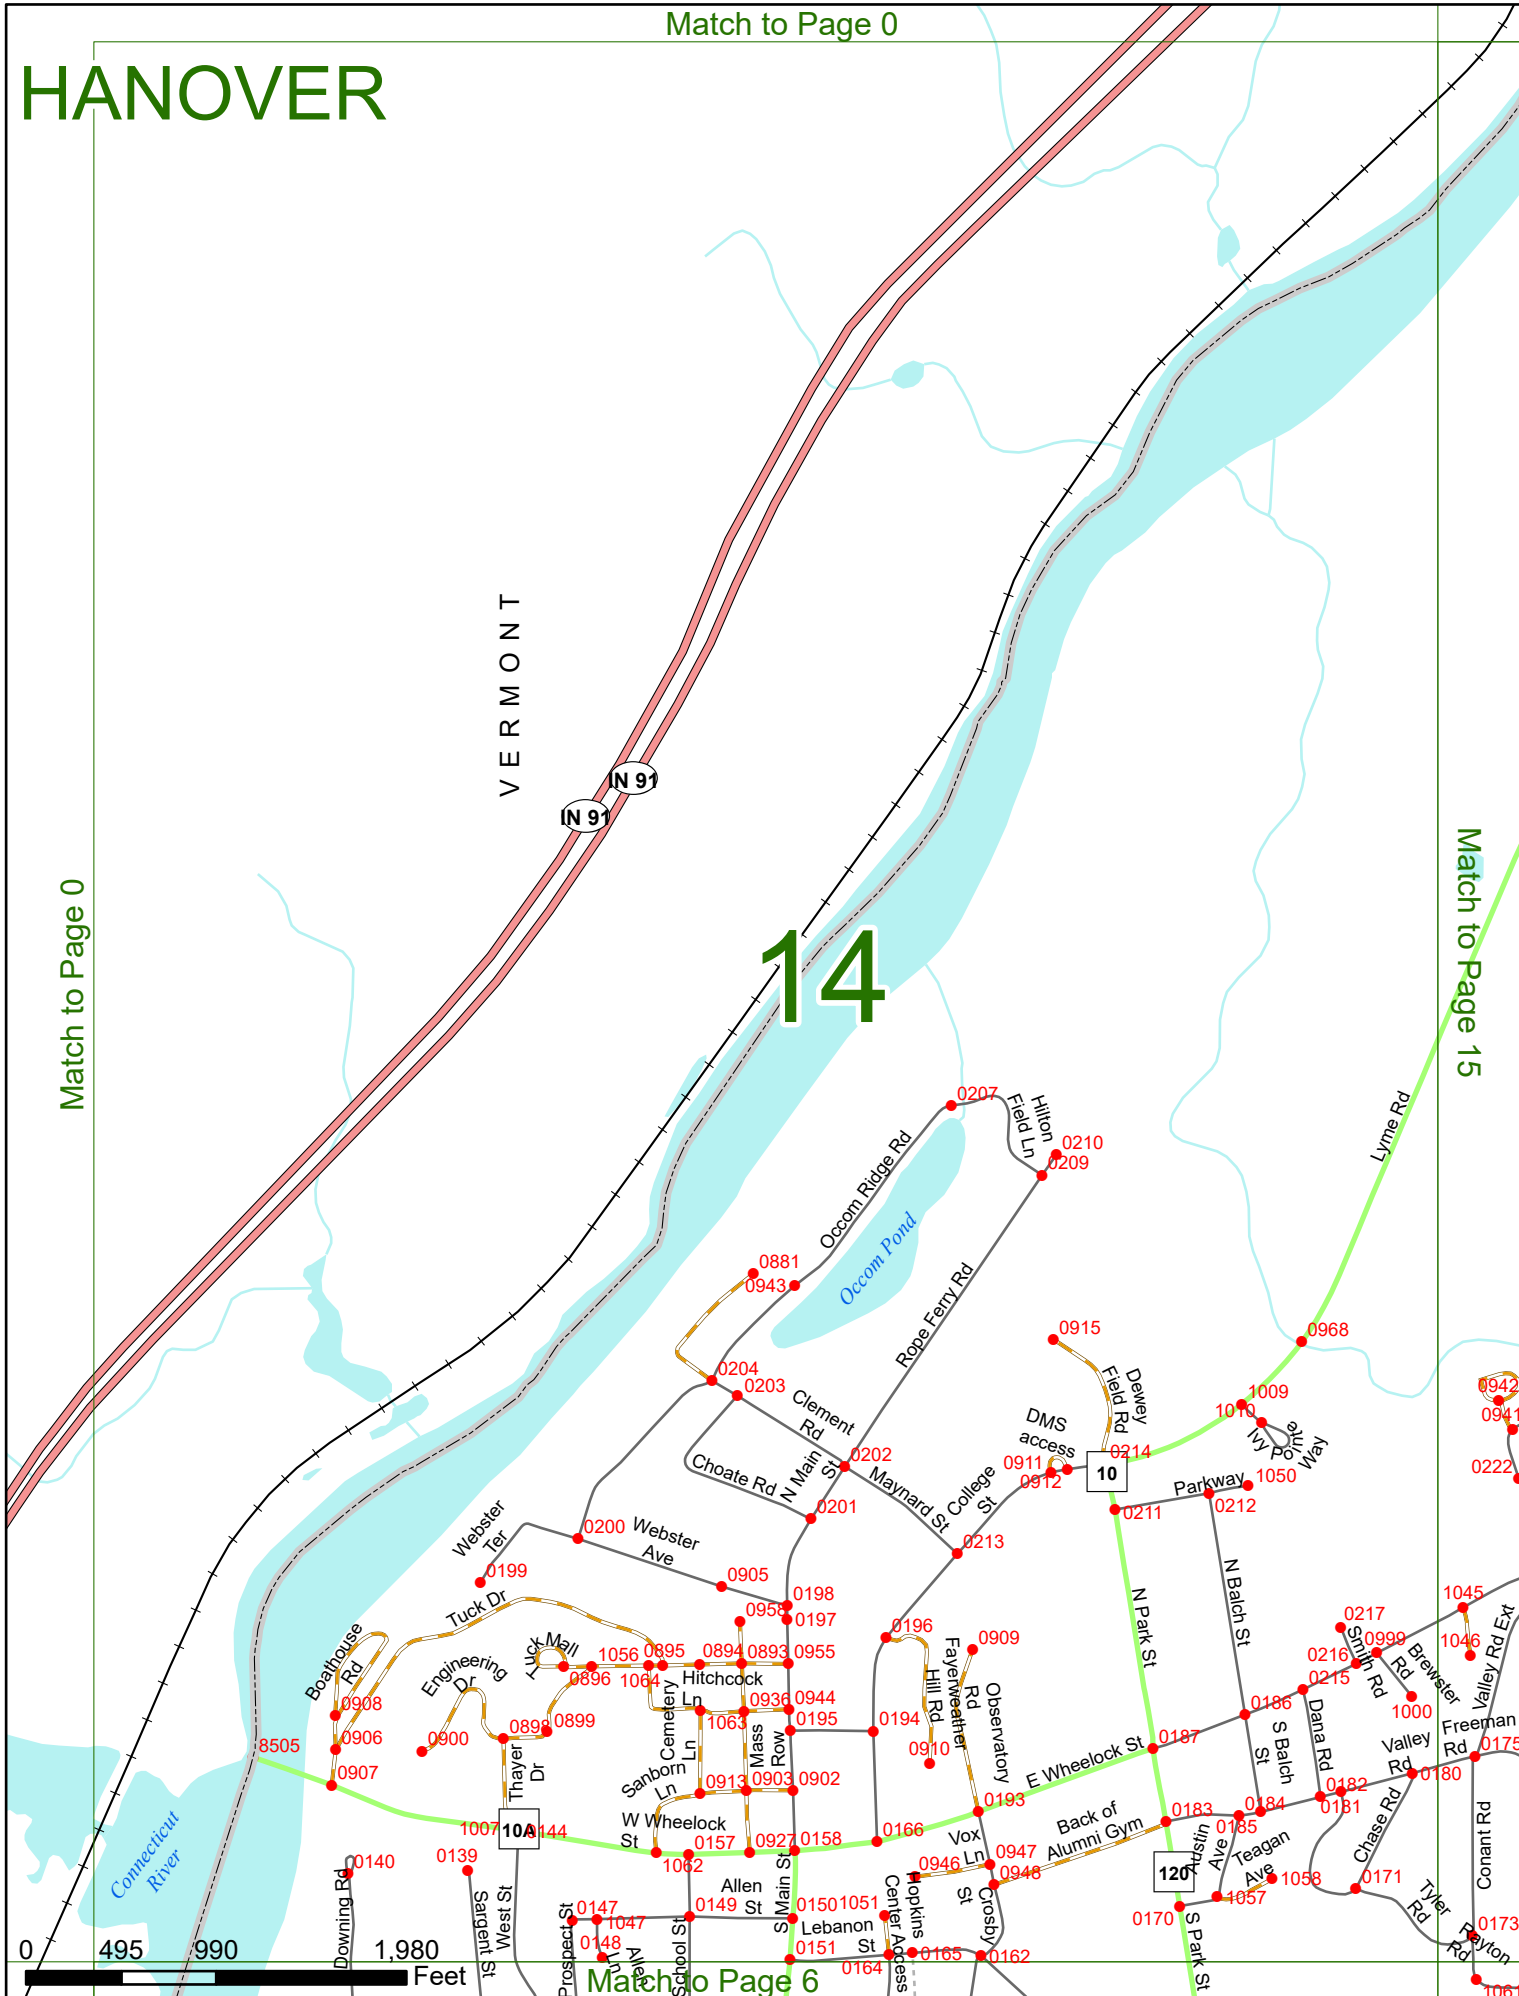 Match to Page 0
HANOVER
VERMONT
IN 91
IN 91
Match to Page 0
Match to Page 15
14
Lyme Rd
0207
Hilton
Field Ln
0210
0209
Occom Ridge Rd
Occom Pond
Rope Ferry Rd
0881
0943
0204
0203
Clement
Rd
0202
Choate Rd
N Main
St
0201
Maynard St
College
St
0213
0915
Dewey
Field Rd
DMS
access
0911
0912
0214
10
0968
1009
1010
Ivy Pointe
Way
Parkway
1050
0212
0211
0942
0941
0222
Webster
Ter
0200
Webster
Ave
0199
0905
0198
0197
Tuck Dr
0958
Tuck Mall
1056
0895
0894
0893
0955
0896
1064
Hitchcock
Ln
Boathouse
Rd
Engineering
Dr
0908
0906
0907
8505
0900
0898
0899
Thayer
Dr
Cemetery
Ln
1063
0936
0944
0195
Mass
Row
Sanborn
Ln
0913
0903
0902
0196
0194
Hill Rd
0910
0909
Fayerweather
Rd
Observatory
E Wheelock St
0193
N Park St
N Balch St
0187
0186
0215
0216
0217
Smith Rd
0999
Brewster
Rd
1000
1045
1046
Valley Rd Ext
S Balch
St
Dana Rd
Valley
Rd
Freeman
Rd
0175
0180
0182
0181
0184
0185
0183
Back of
Alumni Gym
Chase Rd
Conant Rd
1007
10A
0144
W Wheelock
St
0157
1062
0927
0158
0166
Vox
Ln
0947
0946
0948
120
Austin
Ave
Teagan
Ave
1058
1057
0170
0171
Tyler
Rd
0173
Rayton
Rd
1061
Connecticut
River
0140
0139
Downing Rd
Sargent St
West St
Prospect St
0147
1047
0148
Allen
Ln
0149
School St
Allen
St
S Main St
0150
1051
Lebanon
St
0151
0164
Center Access
Hopkins
0165
Crosby
St
0162
S Park St
0 495 990 1,980
Feet
Match to Page 6